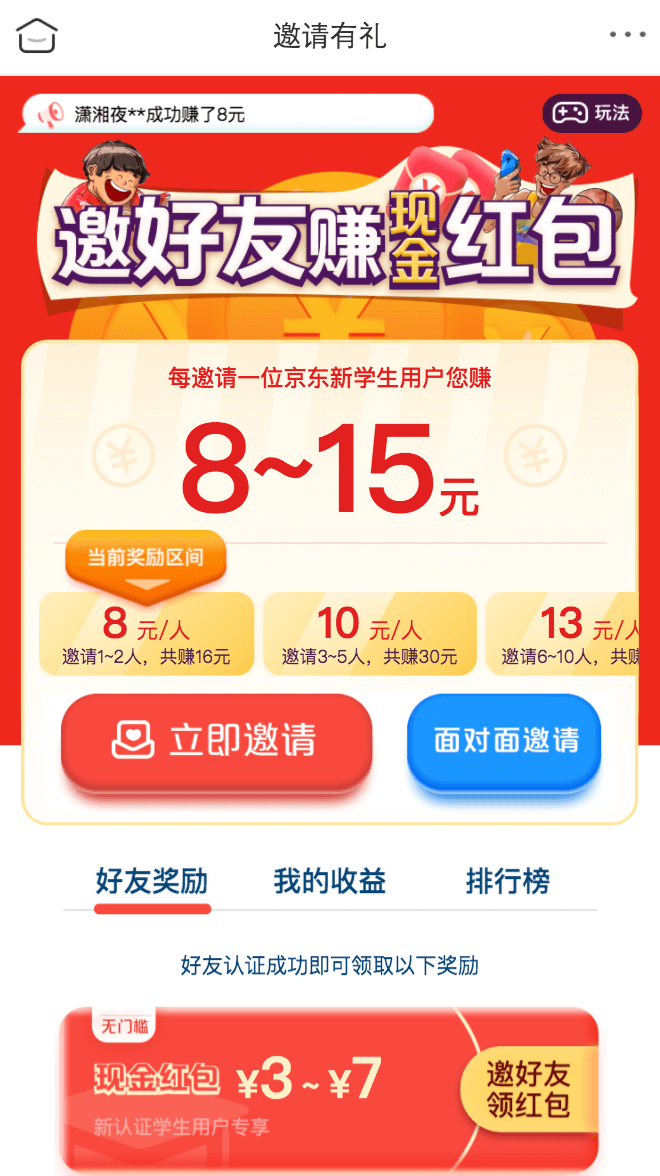 邀请有礼
潇湘夜**成功赚了8元
玩法
邀好友赚现金红包
每邀请一位京东新学生用户您赚
8~15元
当前奖励区间
8 元/人
邀请1~2人，共赚16元
10 元/人
邀请3~5人，共赚30元
13 元/人
邀请6~10人，共赚
立即邀请
面对面邀请
好友奖励
我的收益
排行榜
好友认证成功即可领取以下奖励
无门槛
现金红包 ¥3~¥7
新认证学生用户专享
邀好友
领红包